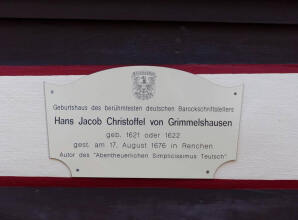 Geburtshaus des berühmtesten deutschen Barockschriftstellers
Hans Jacob Christoffel von Grimmelshausen
geb. 1621 oder 1622
gest. am 17. August 1676 in Renchen
Autor des "Abentheuerlichen Simplicissimus Teutsch"